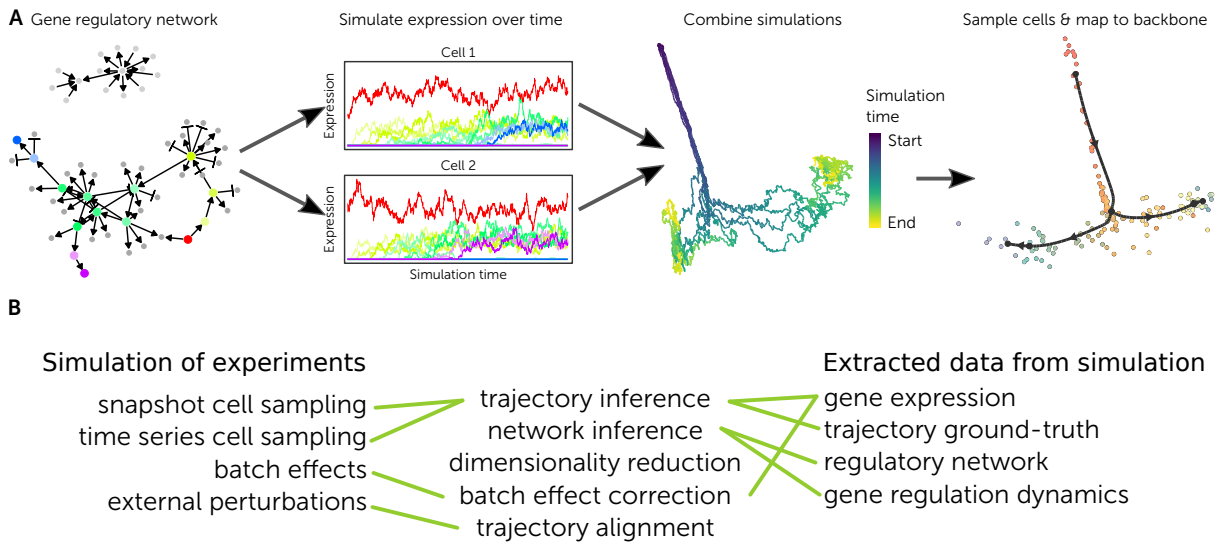 A
Gene regulatory network
Simulate expression over time
Combine simulations
Sample cells & map to backbone
Cell 1
Expression
Cell 2
Expression
Simulation time
Simulation
time
Start
End
B
Simulation of experiments
snapshot cell sampling
time series cell sampling
batch effects
external perturbations
trajectory inference
network inference
dimensionality reduction
batch effect correction
trajectory alignment
Extracted data from simulation
gene expression
trajectory ground-truth
regulatory network
gene regulation dynamics